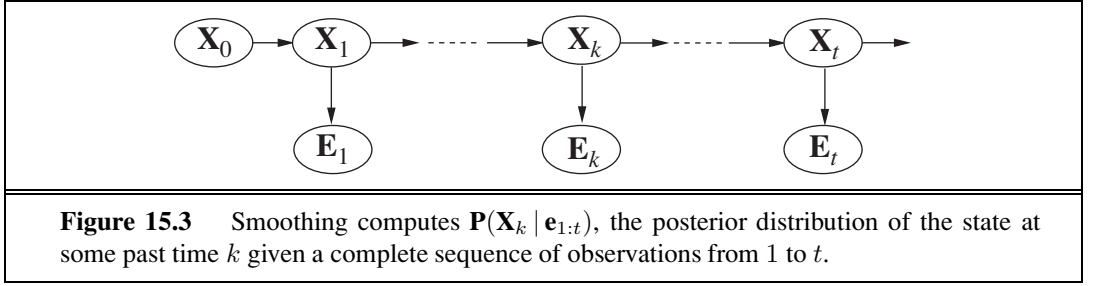 X₀ X₁ Xₖ Xₜ
E₁ Eₖ Eₜ
Figure 15.3 Smoothing computes P(Xₖ | e₁:ₜ), the posterior distribution of the state at
some past time k given a complete sequence of observations from 1 to t.